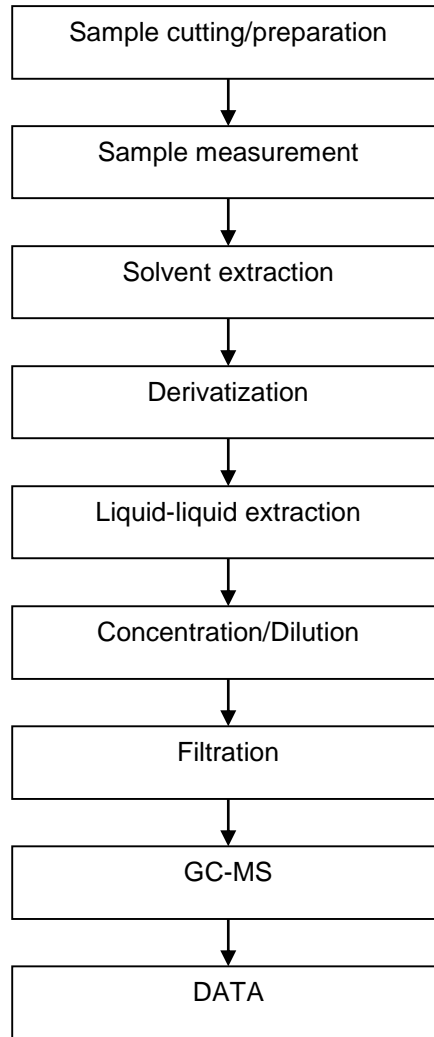 Sample cutting/preparation
Sample measurement
Solvent extraction
Derivatization
Liquid-liquid extraction
Concentration/Dilution
Filtration
GC-MS
DATA